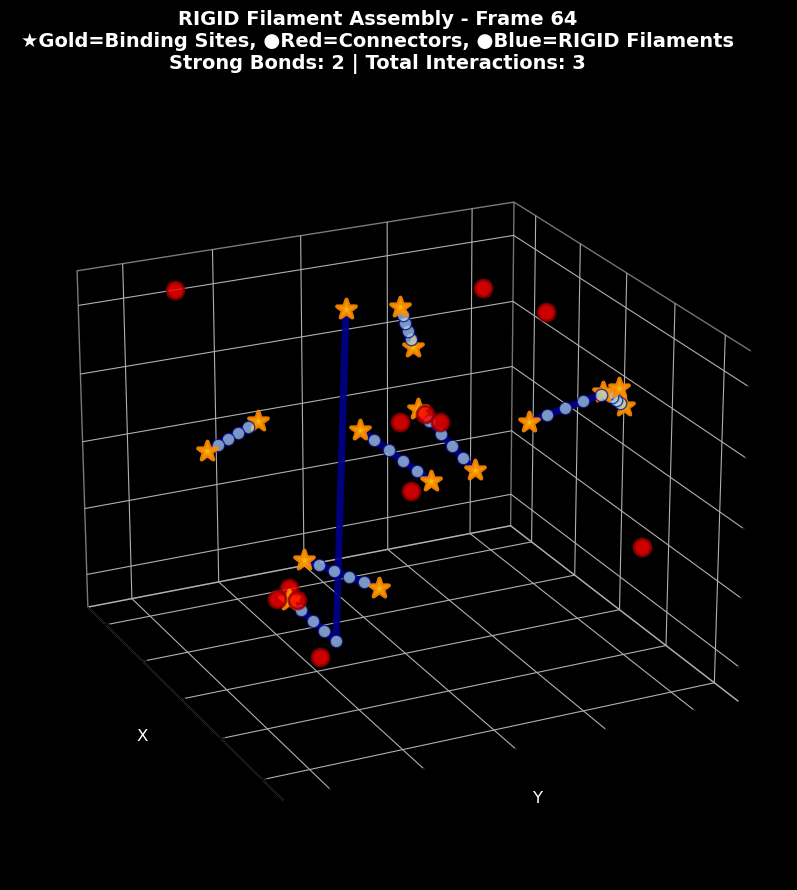 RIGID Filament Assembly - Frame 64
★Gold=Binding Sites, ●Red=Connectors, ●Blue=RIGID Filaments
Strong Bonds: 2 | Total Interactions: 3
X
Y